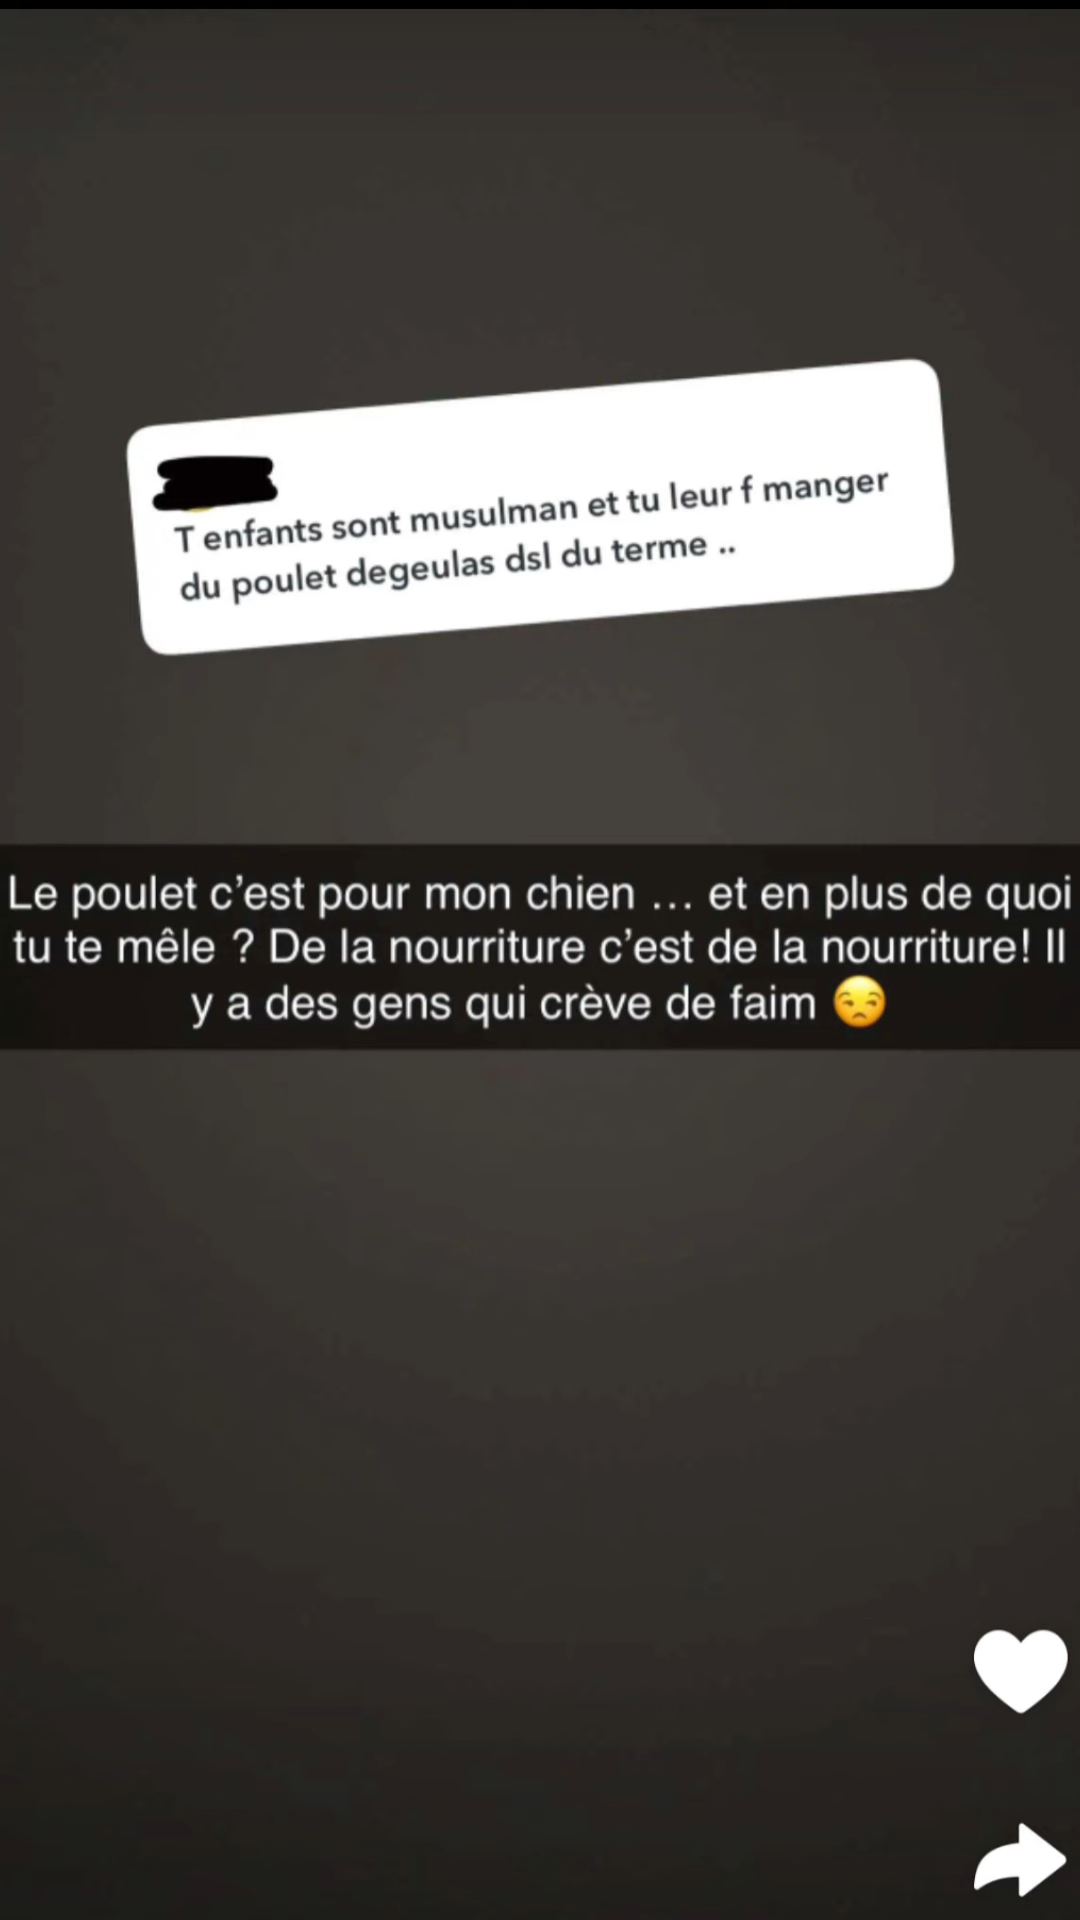 T enfants sont musulman et tu leur f manger
du poulet degeulas dsl du terme ..
Le poulet c’est pour mon chien … et en plus de quoi
tu te mêle ? De la nourriture c’est de la nourriture! Il
y a des gens qui crève de faim 😒